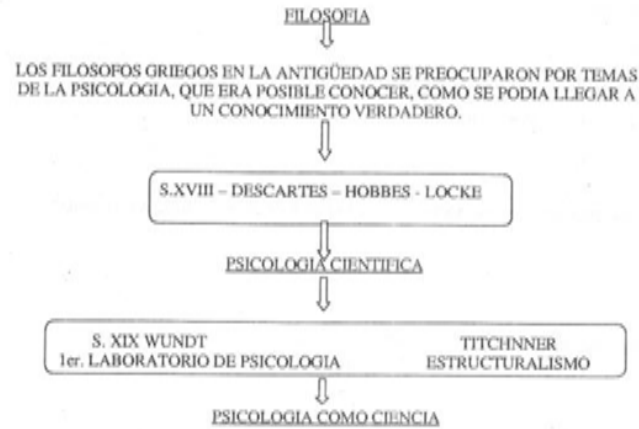 FILOSOFIA
LOS FILOSOFOS GRIEGOS EN LA ANTIGÜEDAD SE PREOCUPARON POR TEMAS
DE LA PSICOLOGIA, QUE ERA POSIBLE CONOCER, COMO SE PODIA LLEGAR A
UN CONOCIMIENTO VERDADERO.
S.XVIII – DESCARTES – HOBBES - LOCKE
PSICOLOGIA CIENTIFICA
S. XIX WUNDT TITCHNNER
1er. LABORATORIO DE PSICOLOGIA ESTRUCTURALISMO
PSICOLOGIA COMO CIENCIA